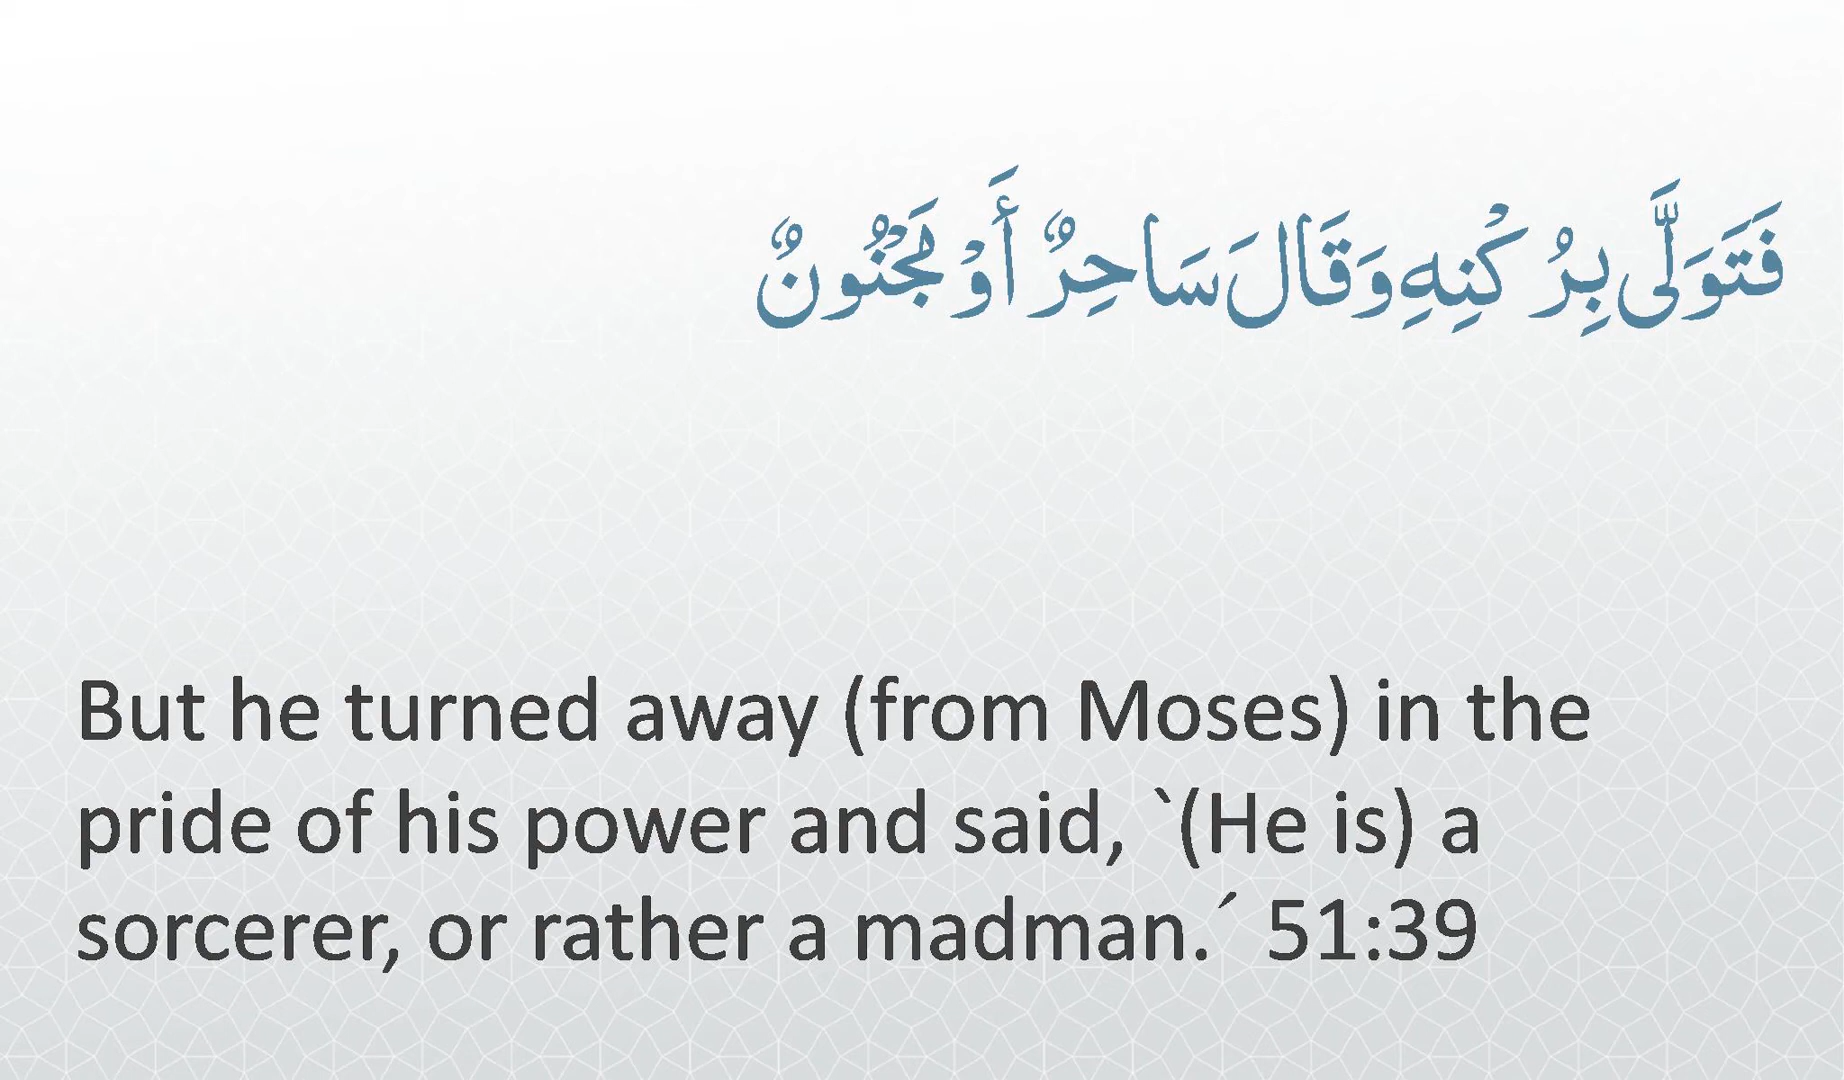 فَتَوَلَّى بِرُكْنِهِ وَقَالَ سَاحِرٌ أَوْ مَجْنُونٌ
But he turned away (from Moses) in the
pride of his power and said, `(He is) a
sorcerer, or rather a madman.´ 51:39